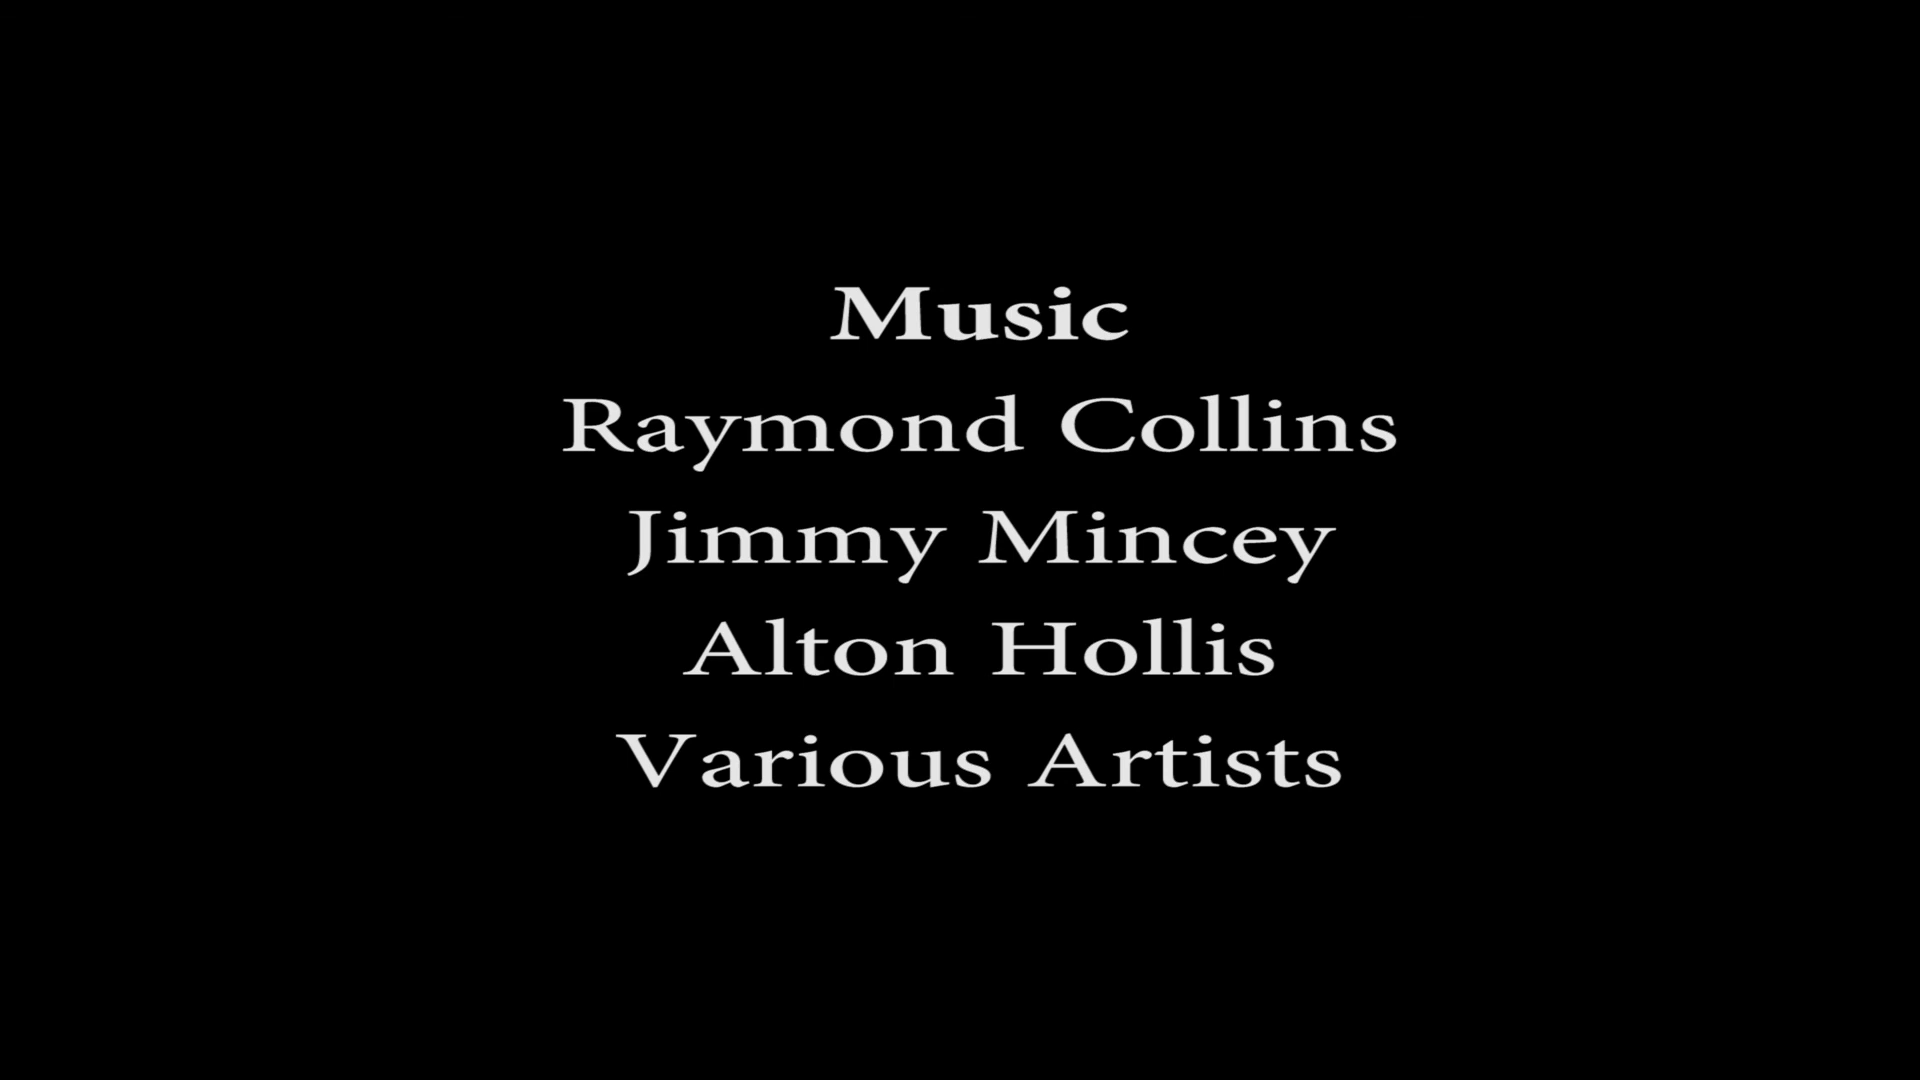 Music
Raymond Collins
Jimmy Mincey
Alton Hollis
Various Artists